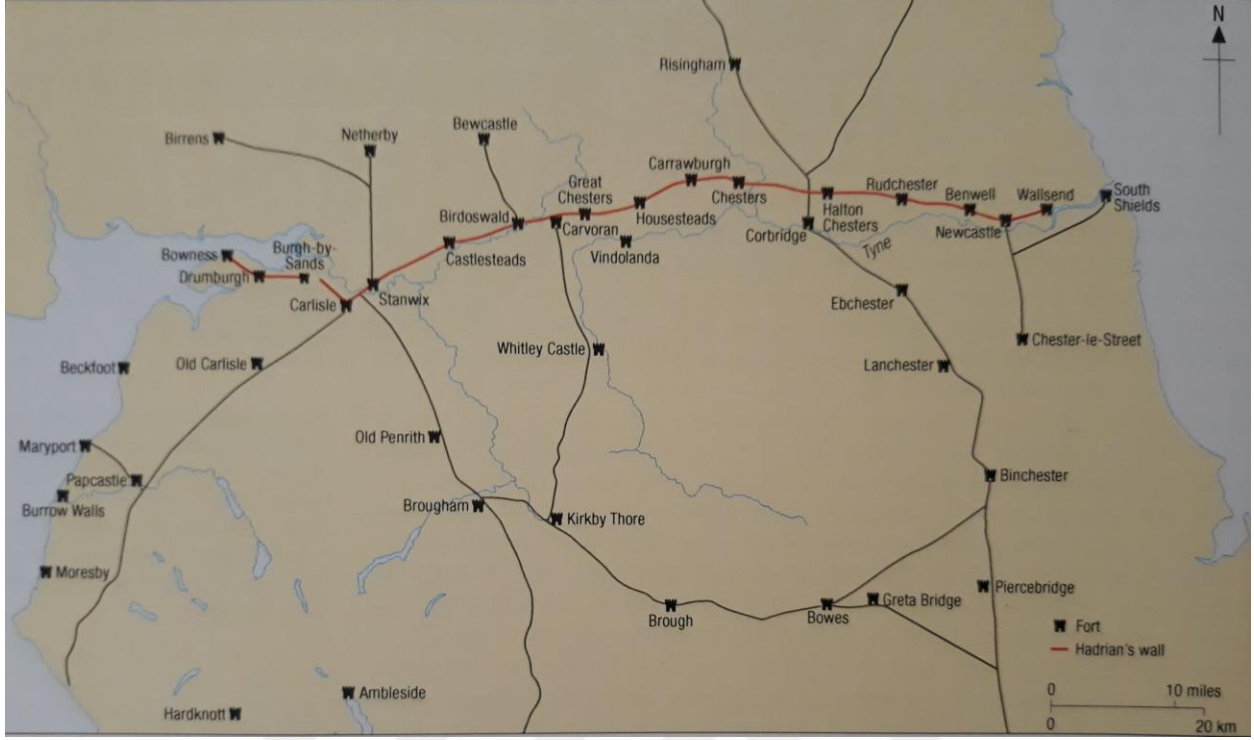 N
Risingham
Birrens
Netherby
Bewcastle
Carrawburgh
Great
Chesters
Chesters
Rudchester
Benwell
Wallsend
South
Shields
Housesteads
Halton
Chesters
Birdoswald
Carvoran
Corbridge
Newcastle
Tyne
Vindolanda
Castlesteads
Bowness
Burgh-by-
Sands
Drumburgh
Stanwix
Carlisle
Ebchester
Chester-le-Street
Whitley Castle
Old Carlisle
Beckfoot
Lanchester
Old Penrith
Maryport
Papcastle
Burrow Walls
Binchester
Brougham
Kirkby Thore
Moresby
Piercebridge
Greta Bridge
Bowes
Brough
Fort
Hadrian's wall
Ambleside
Hardknott
0 10 miles
0 20 km